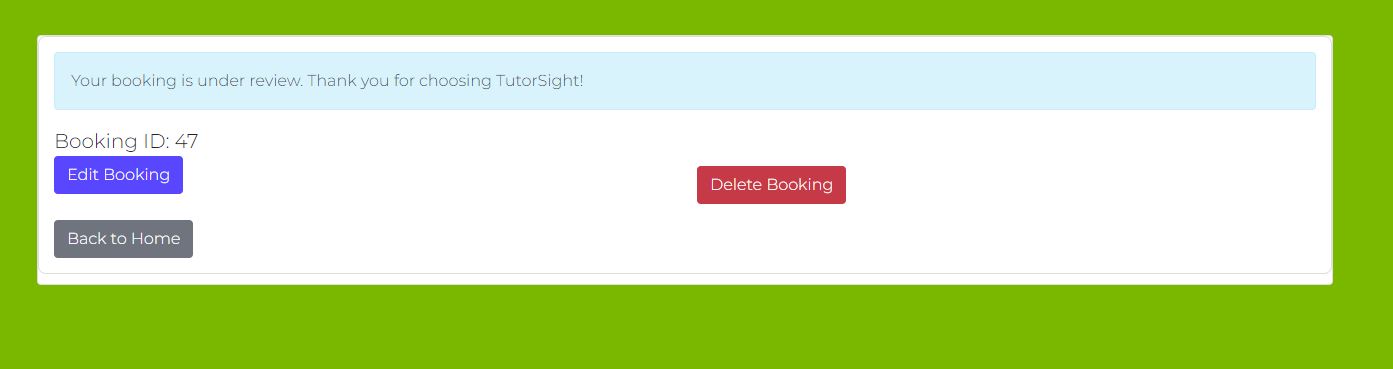 Your booking is under review. Thank you for choosing TutorSight!
Booking ID: 47
Edit Booking
Delete Booking
Back to Home